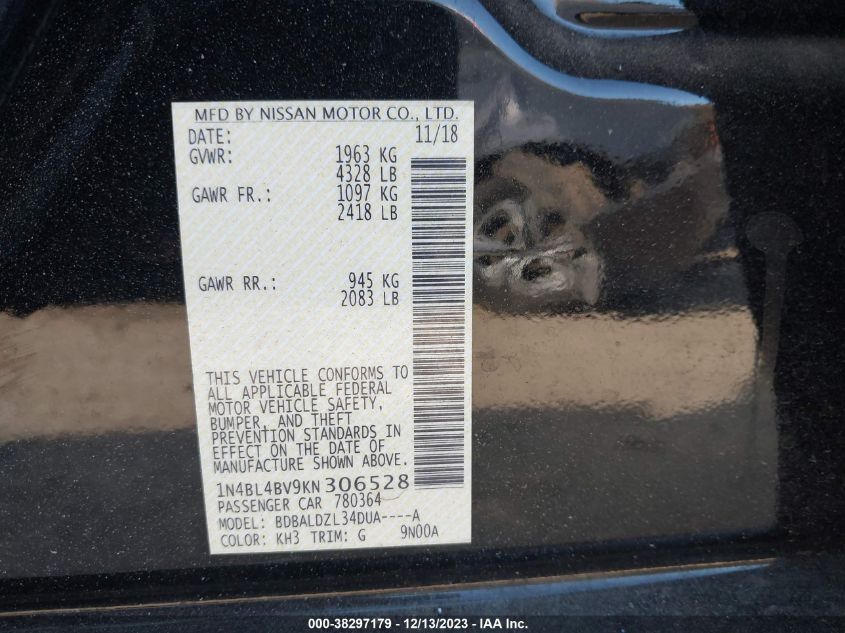 MFD BY NISSAN MOTOR CO., LTD.
DATE: 11/18
GVWR: 1963 KG
4328 LB
GAWR FR.: 1097 KG
2418 LB
GAWR RR.: 945 KG
2083 LB
THIS VEHICLE CONFORMS TO
ALL APPLICABLE FEDERAL
MOTOR VEHICLE SAFETY,
BUMPER, AND THEFT
PREVENTION STANDARDS IN
EFFECT ON THE DATE OF
MANUFACTURE SHOWN ABOVE.
1N4BL4BV9KN306528
PASSENGER CAR 780364
MODEL: BDBALDZL34DUA----A
COLOR: KH3 TRIM: G 9N00A
000-38297179 - 12/13/2023 - IAAI Inc.